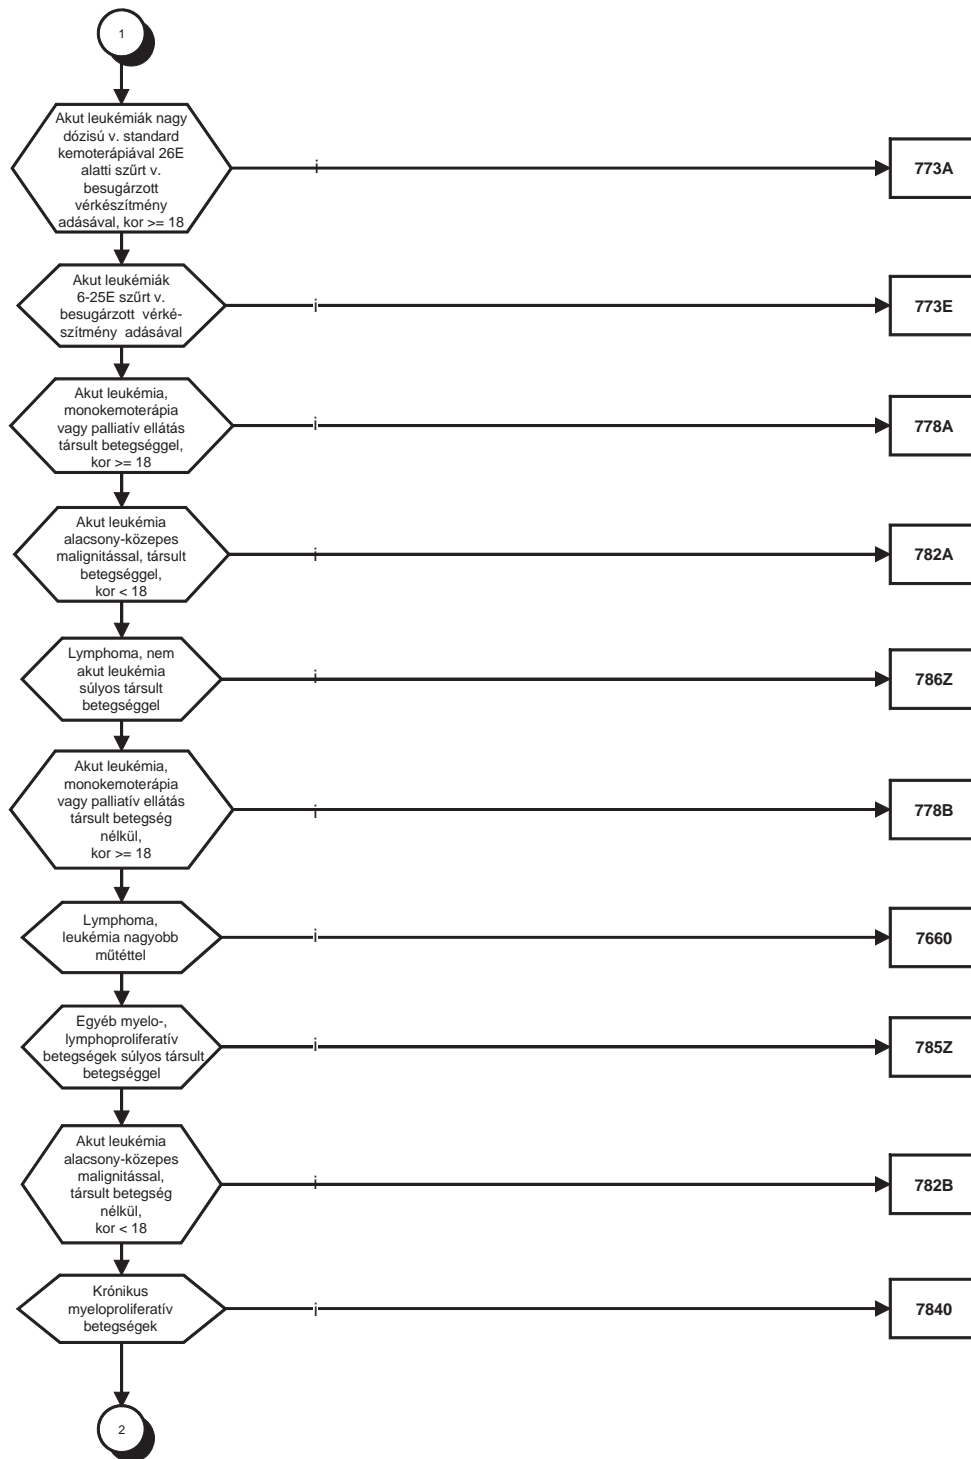 1
Akut leukémiák nagy
dózisú v. standard
kemoterápiával 26E
alatti szűrt v.
besugárzott
vérkészítmény
adásával, kor >= 18
i
773A
Akut leukémiák
6-25E szűrt v.
besugárzott vérké-
szítmény adásával
i
773E
Akut leukémia,
monokemoterápia
vagy palliatív ellátás
társult betegséggel,
kor >= 18
i
778A
Akut leukémia
alacsony-közepes
malignitással, társult
betegséggel,
kor < 18
i
782A
Lymphoma, nem
akut leukémia
súlyos társult
betegséggel
i
786Z
Akut leukémia,
monokemoterápia
vagy palliatív ellátás
társult betegség
nélkül,
kor >= 18
i
778B
Lymphoma,
leukémia nagyobb
műtéttel
i
7660
Egyéb myelo-,
lymphoproliferatív
betegségek súlyos társult
betegséggel
i
785Z
Akut leukémia
alacsony-közepes
malignitással,
társult betegség
nélkül,
kor < 18
i
782B
Krónikus
myeloproliferatív
betegségek
i
7840
2